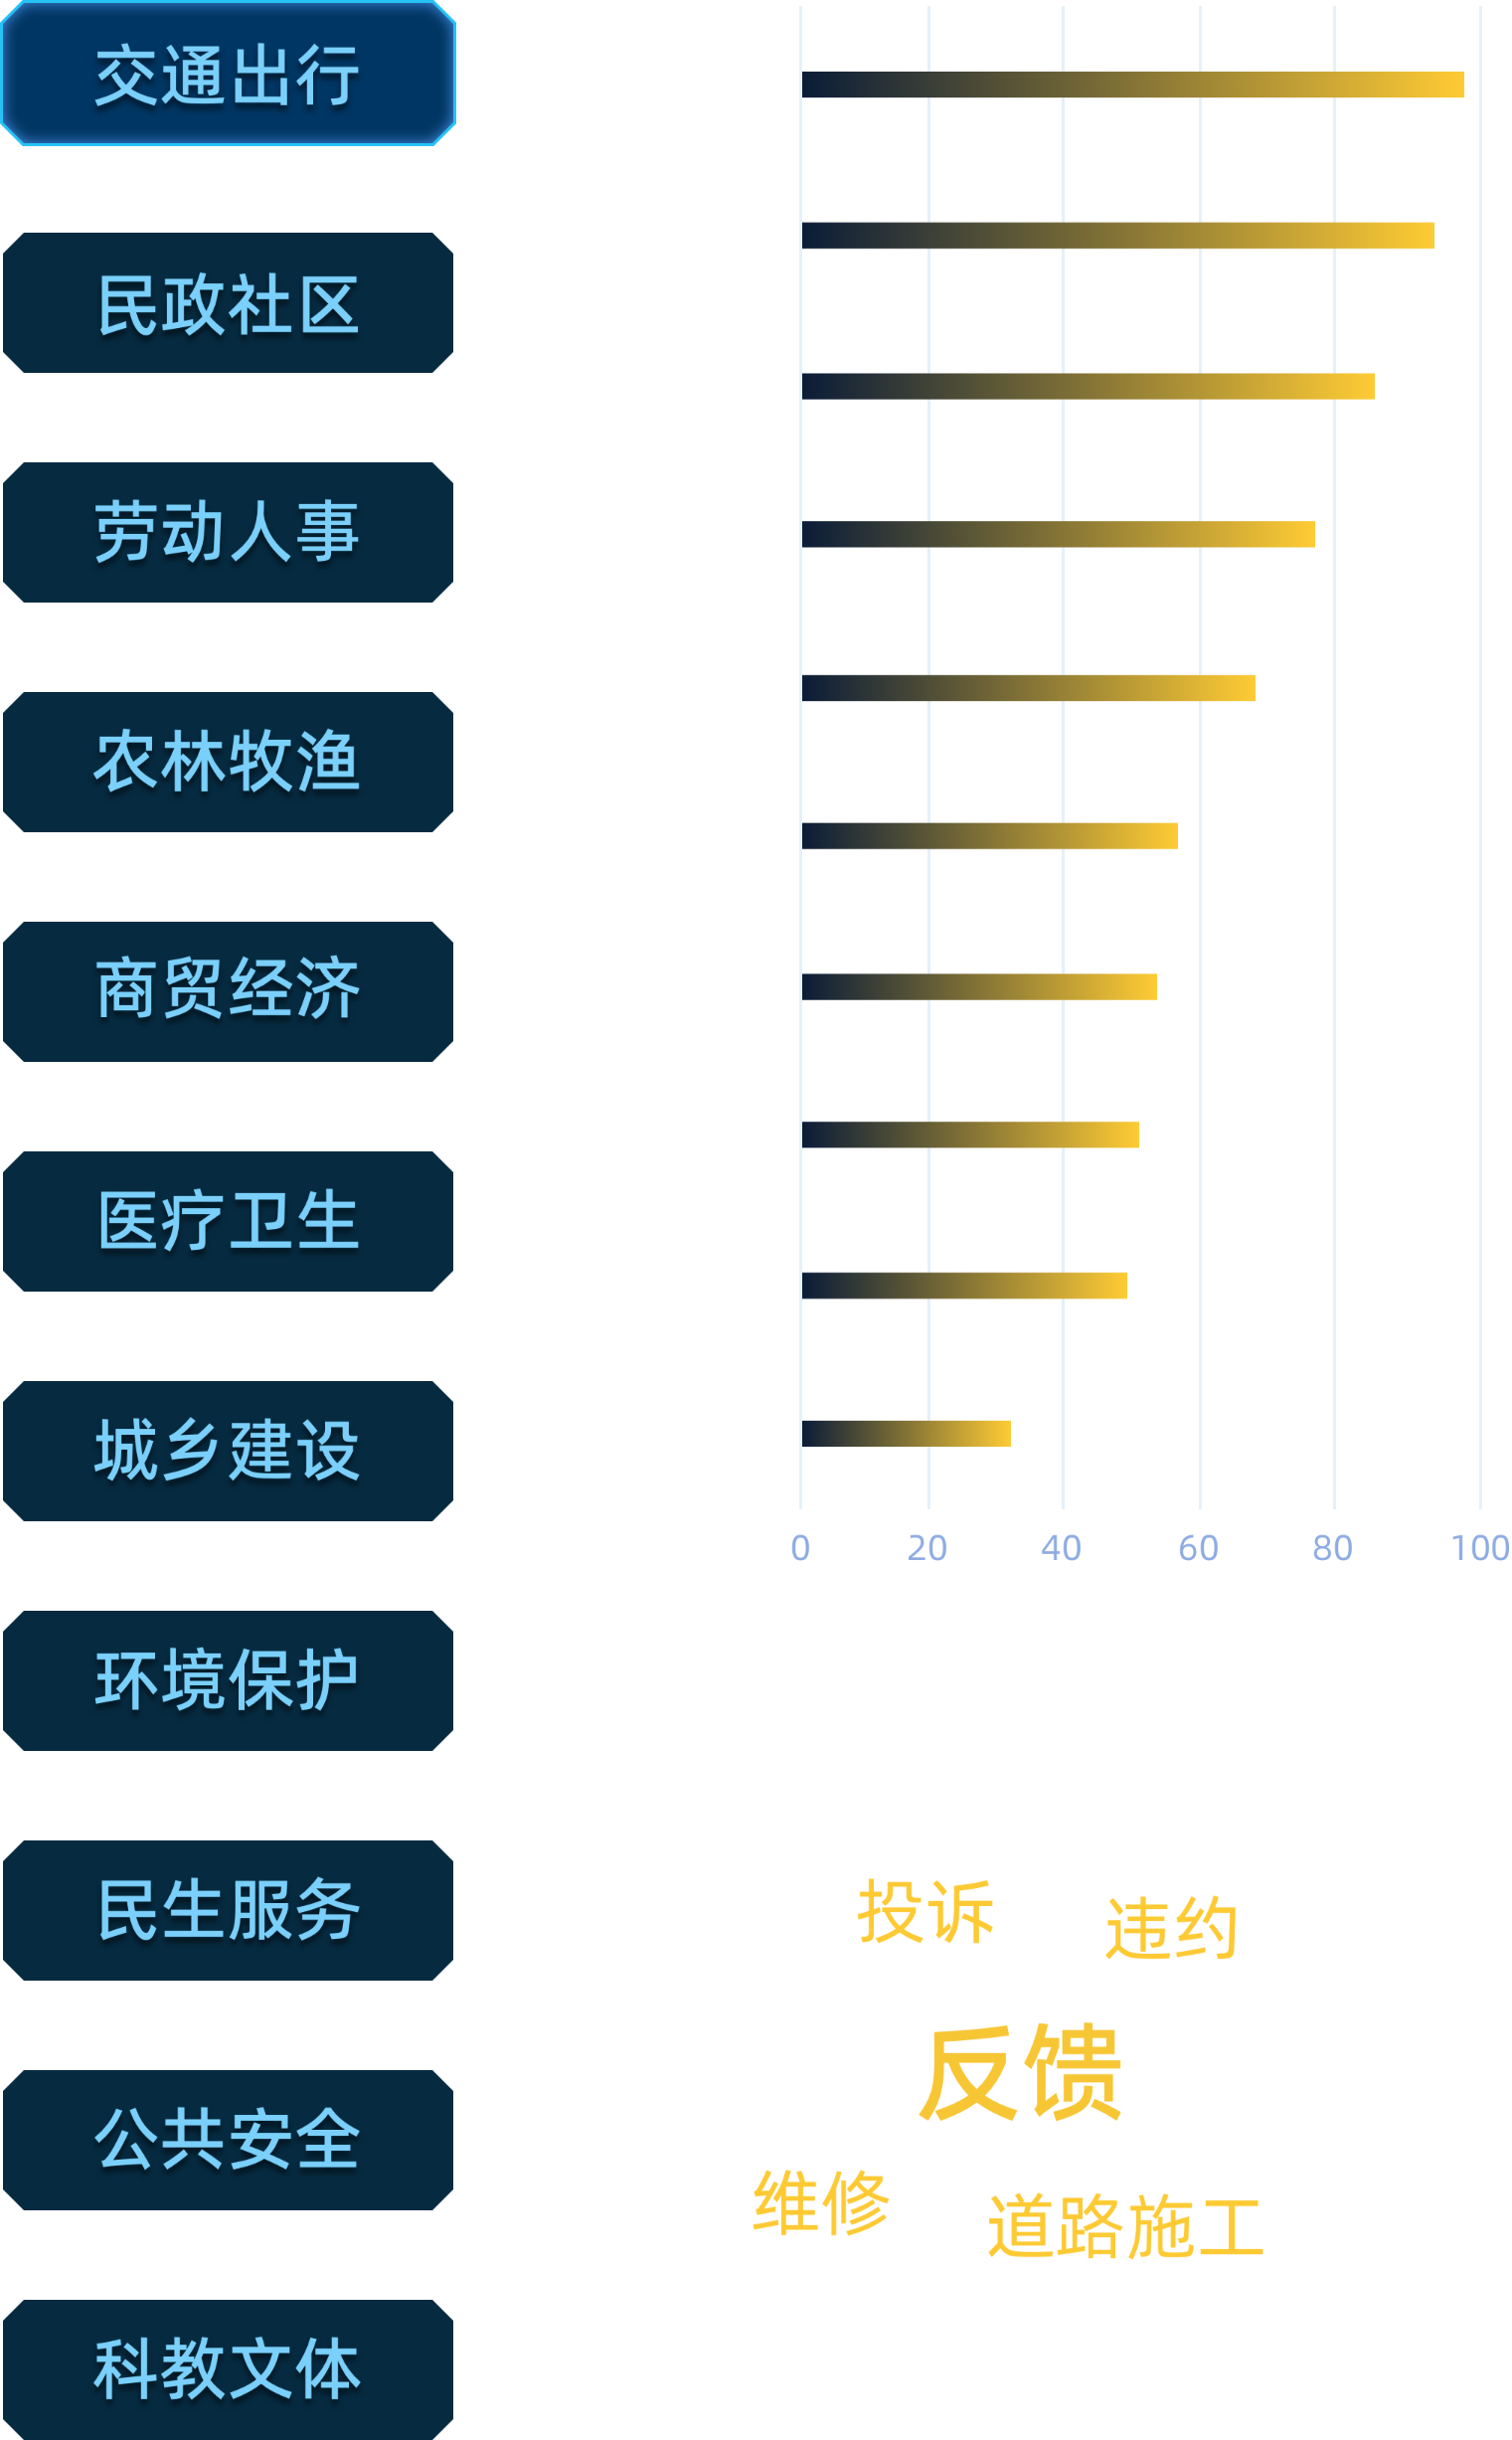 交通出行
民政社区
劳动人事
农林牧渔
商贸经济
医疗卫生
城乡建设
环境保护
民生服务
公共安全
科教文体
0 20 40 60 80 100
投诉
违约
反馈
维修
道路施工